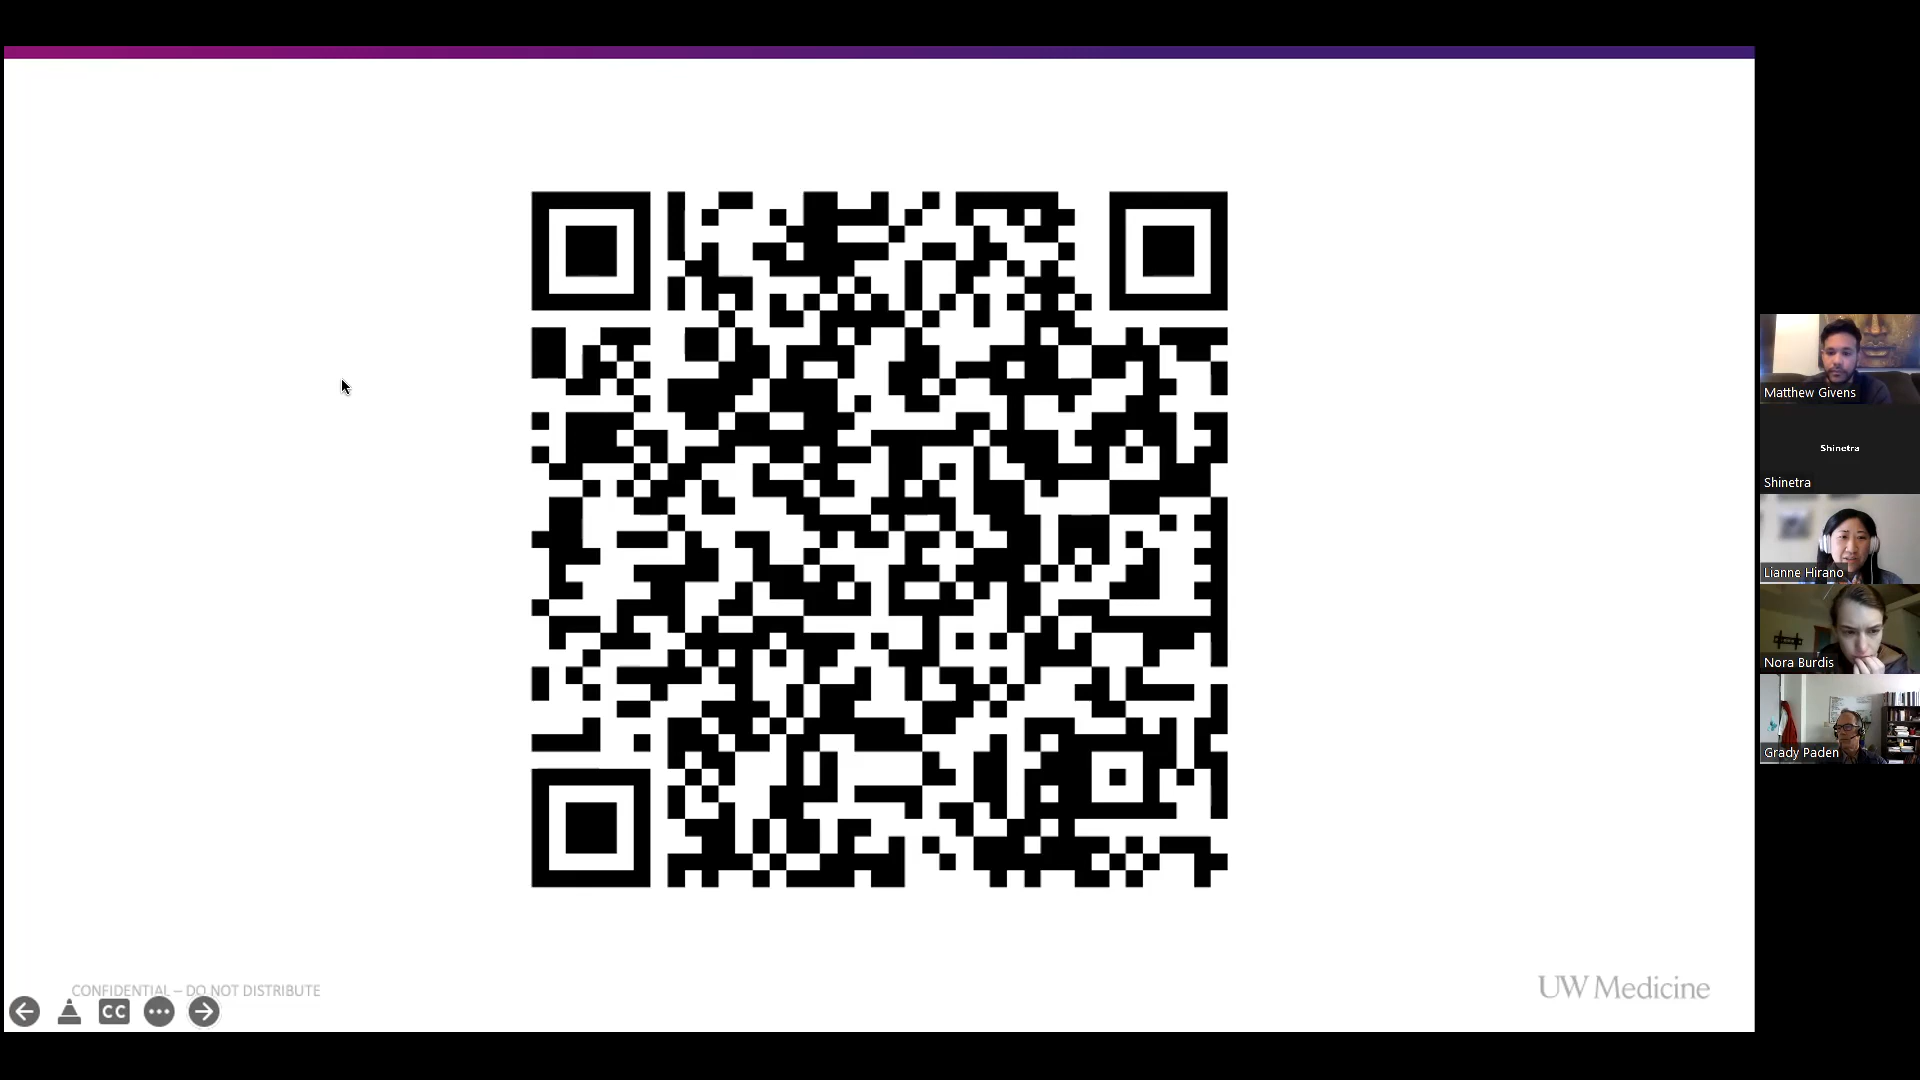 CONFIDENTIAL – DO NOT DISTRIBUTE
CC
UW Medicine
Matthew Givens
Shinetra
Shinetra
Lianne Hirano
Nora Burdis
Grady Paden